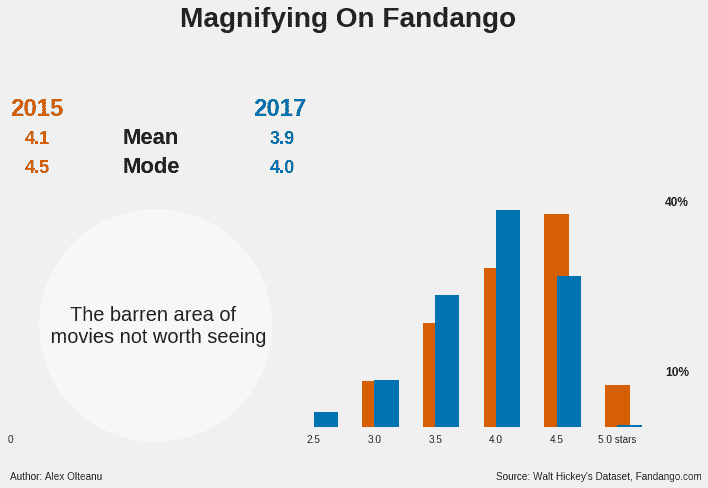 Magnifying On Fandango
2015 2017
4.1 Mean 3.9
4.5 Mode 4.0
40%
The barren area of
movies not worth seeing
10%
0 2.5 3.0 3.5 4.0 4.5 5.0 stars
Author: Alex Olteanu Source: Walt Hickey's Dataset, Fandango.com